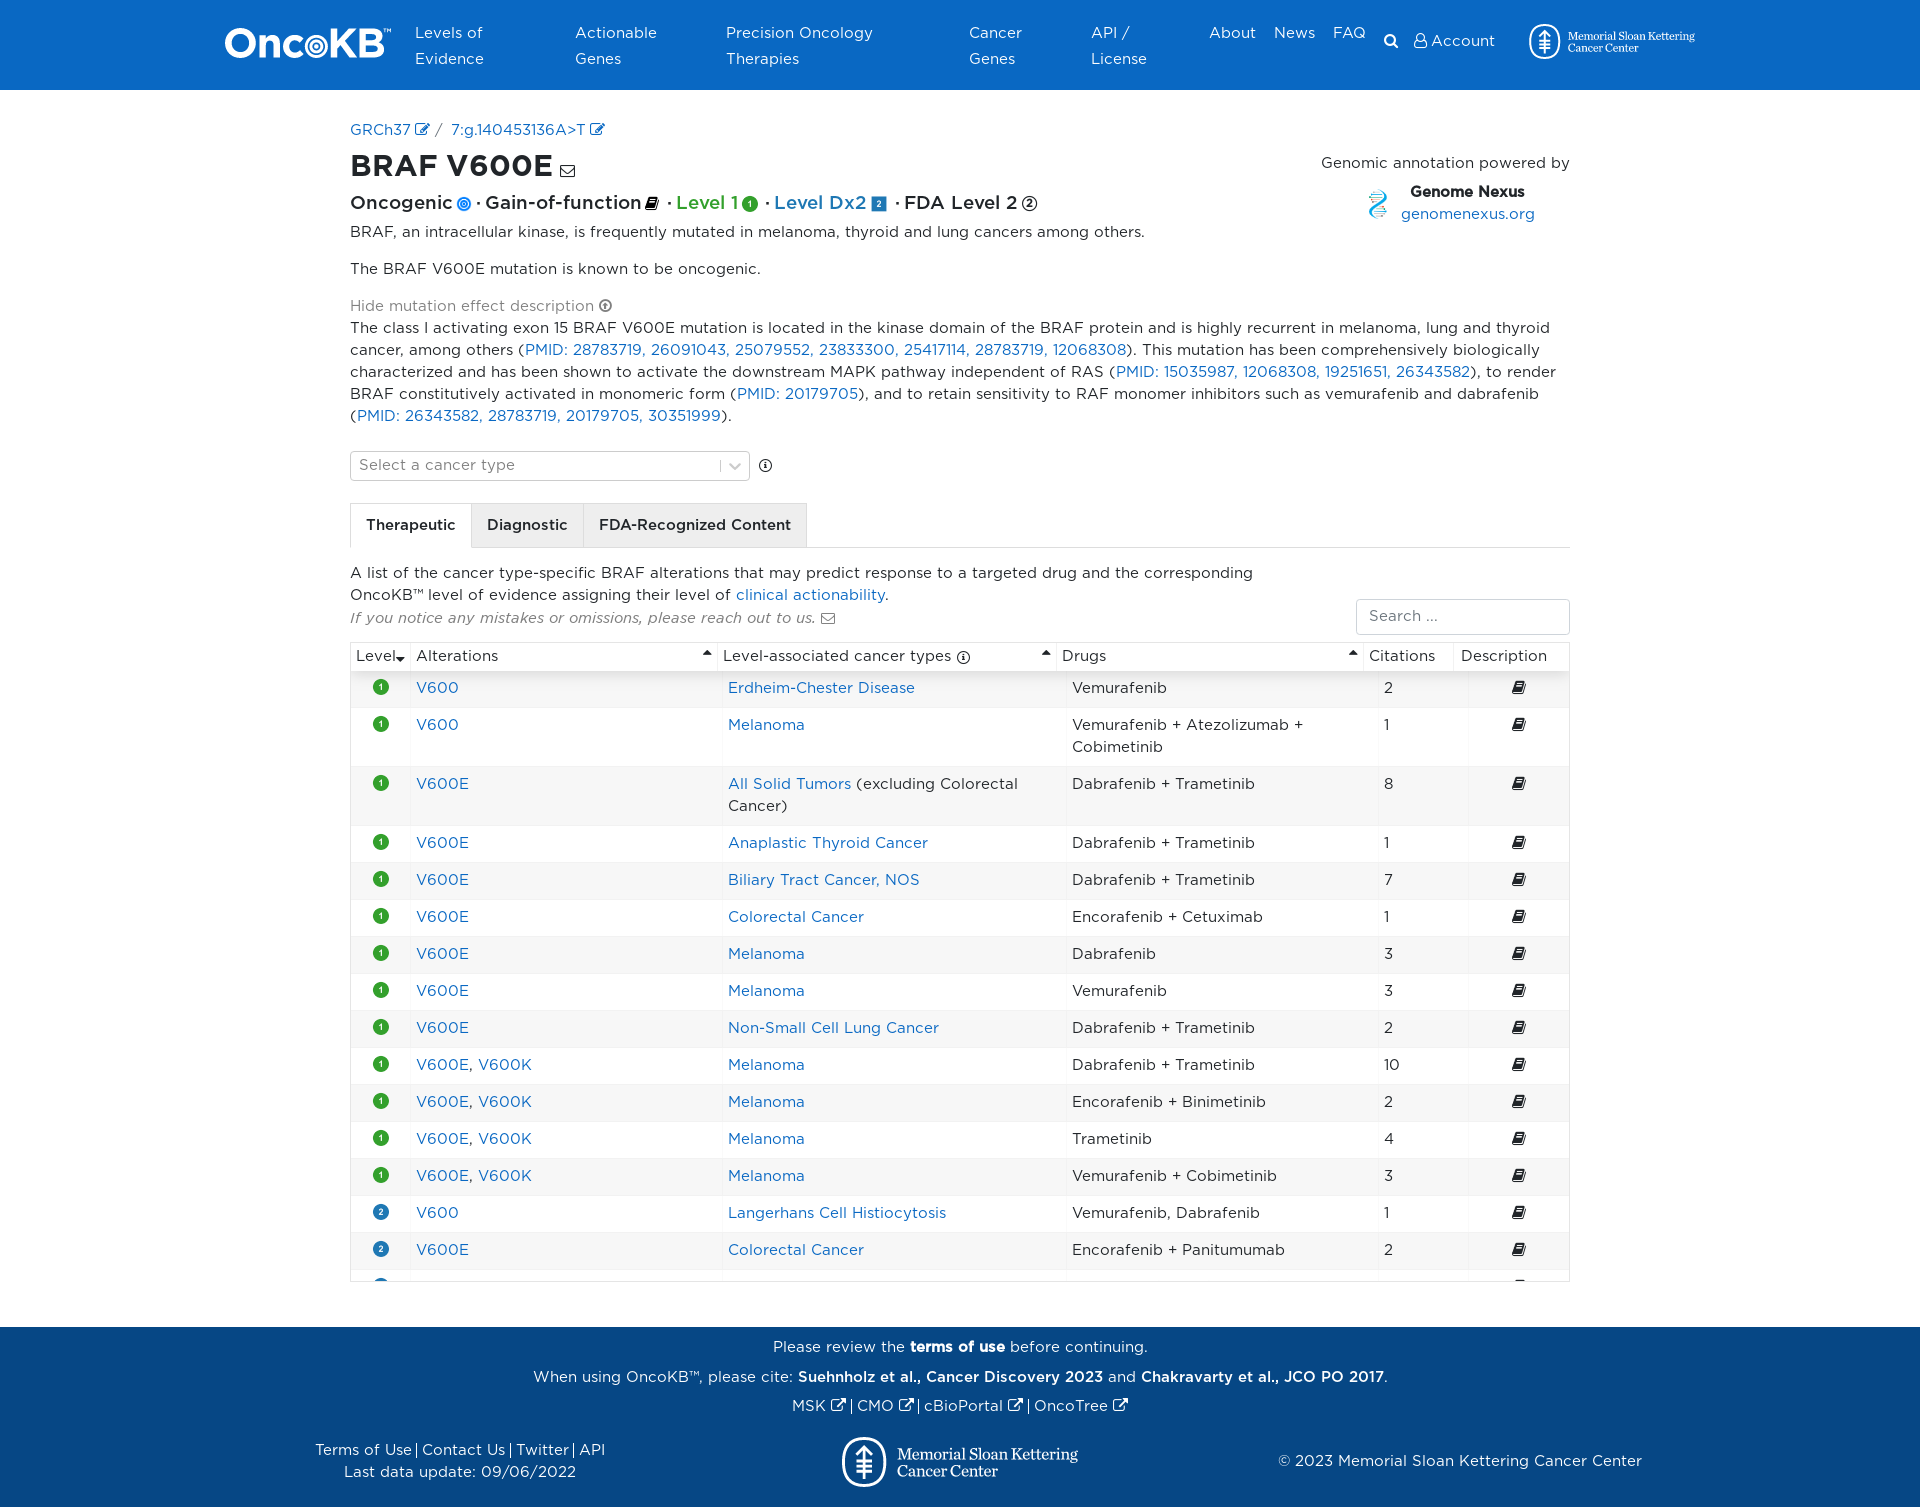 OncoKB™
Levels of Evidence
Actionable Genes
Precision Oncology Therapies
Cancer Genes
API / License
About
News
FAQ
Account
Memorial Sloan Kettering Cancer Center
GRCh37 / 7:g.140453136A>T
BRAF V600E
Genomic annotation powered by
Genome Nexus
genomenexus.org
Oncogenic · Gain-of-function · Level 1 1 · Level Dx2 2 · FDA Level 2 2
BRAF, an intracellular kinase, is frequently mutated in melanoma, thyroid and lung cancers among others.
The BRAF V600E mutation is known to be oncogenic.
Hide mutation effect description
The class I activating exon 15 BRAF V600E mutation is located in the kinase domain of the BRAF protein and is highly recurrent in melanoma, lung and thyroid
cancer, among others (PMID: 28783719, 26091043, 25079552, 23833300, 25417114, 28783719, 12068308). This mutation has been comprehensively biologically
characterized and has been shown to activate the downstream MAPK pathway independent of RAS (PMID: 15035987, 12068308, 19251651, 26343582), to render
BRAF constitutively activated in monomeric form (PMID: 20179705), and to retain sensitivity to RAF monomer inhibitors such as vemurafenib and dabrafenib
(PMID: 26343582, 28783719, 20179705, 30351999).
Select a cancer type
Therapeutic Diagnostic FDA-Recognized Content
A list of the cancer type-specific BRAF alterations that may predict response to a targeted drug and the corresponding
OncoKB™ level of evidence assigning their level of clinical actionability.
If you notice any mistakes or omissions, please reach out to us.
Search ...
Level Alterations Level-associated cancer types Drugs Citations Description
1 V600 Erdheim-Chester Disease Vemurafenib 2
1 V600 Melanoma Vemurafenib + Atezolizumab + Cobimetinib 1
1 V600E All Solid Tumors (excluding Colorectal Cancer) Dabrafenib + Trametinib 8
1 V600E Anaplastic Thyroid Cancer Dabrafenib + Trametinib 1
1 V600E Biliary Tract Cancer, NOS Dabrafenib + Trametinib 7
1 V600E Colorectal Cancer Encorafenib + Cetuximab 1
1 V600E Melanoma Dabrafenib 3
1 V600E Melanoma Vemurafenib 3
1 V600E Non-Small Cell Lung Cancer Dabrafenib + Trametinib 2
1 V600E, V600K Melanoma Dabrafenib + Trametinib 10
1 V600E, V600K Melanoma Encorafenib + Binimetinib 2
1 V600E, V600K Melanoma Trametinib 4
1 V600E, V600K Melanoma Vemurafenib + Cobimetinib 3
2 V600 Langerhans Cell Histiocytosis Vemurafenib, Dabrafenib 1
2 V600E Colorectal Cancer Encorafenib + Panitumumab 2
Please review the terms of use before continuing.
When using OncoKB™, please cite: Suehnholz et al., Cancer Discovery 2023 and Chakravarty et al., JCO PO 2017.
MSK | CMO | cBioPortal | OncoTree
Terms of Use | Contact Us | Twitter | API
Last data update: 09/06/2022
Memorial Sloan Kettering
Cancer Center
© 2023 Memorial Sloan Kettering Cancer Center